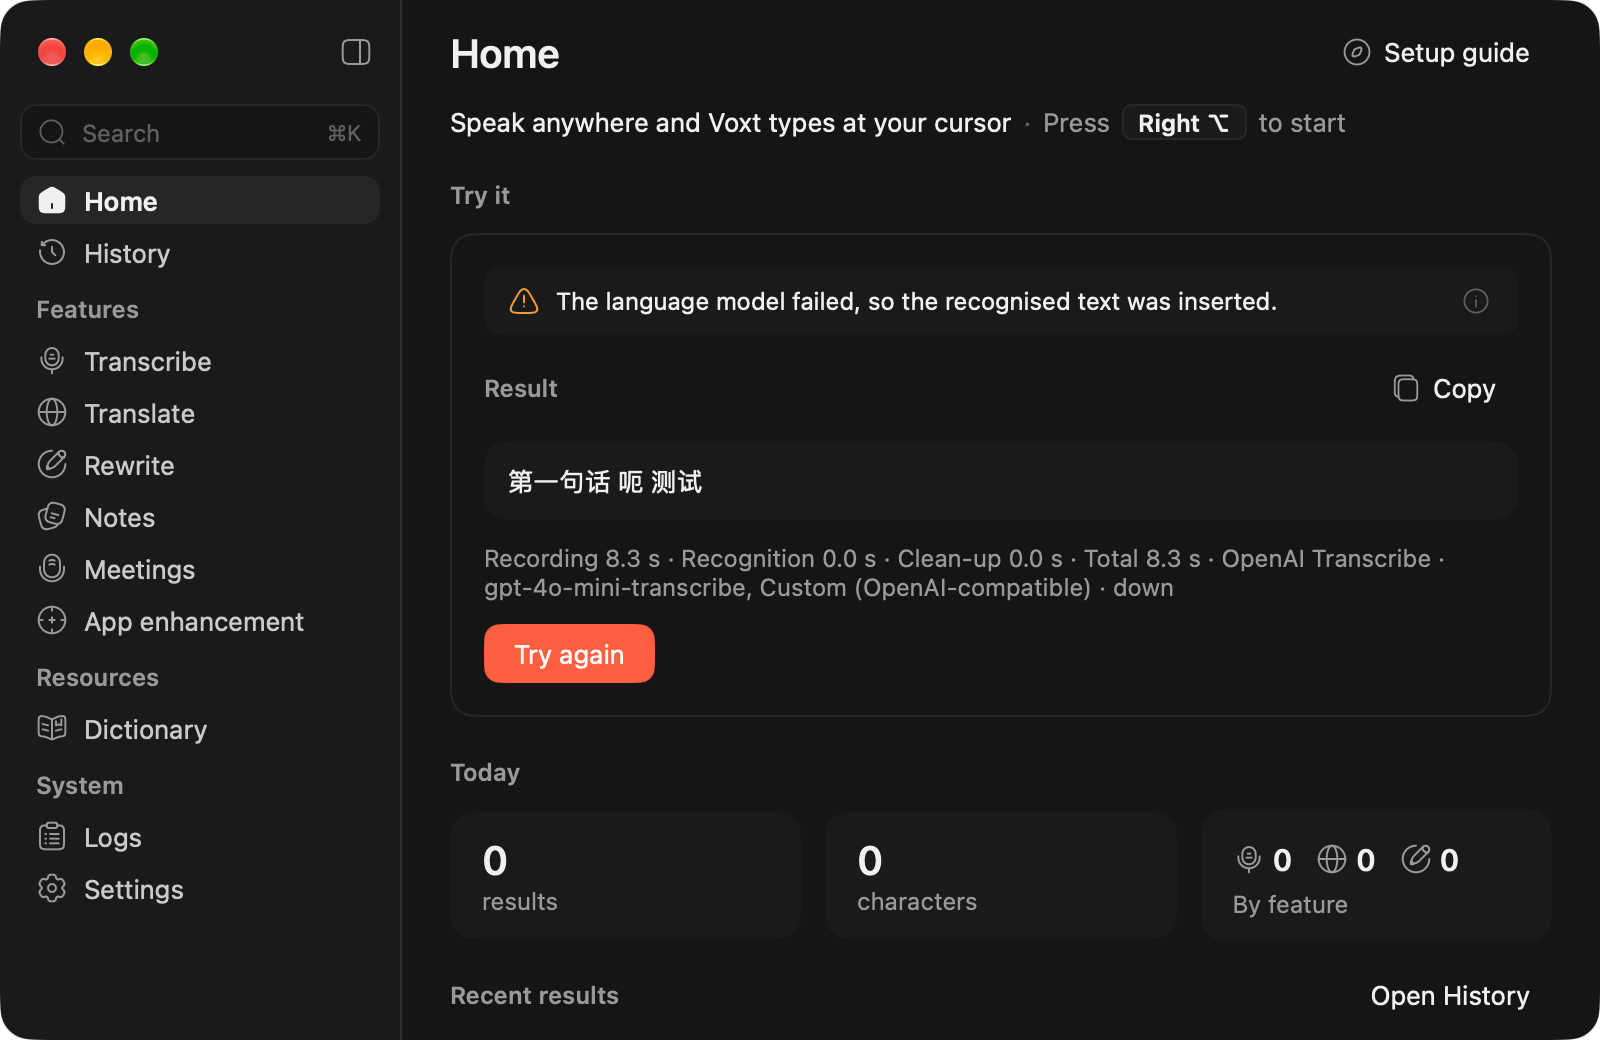 Search ⌘K
Home
History
Features
Transcribe
Translate
Rewrite
Notes
Meetings
App enhancement
Resources
Dictionary
System
Logs
Settings
Home
Setup guide
Speak anywhere and Voxt types at your cursor · Press Right ⌥ to start
Try it
The language model failed, so the recognised text was inserted.
Result
Copy
第一句话 呃 测试
Recording 8.3 s · Recognition 0.0 s · Clean-up 0.0 s · Total 8.3 s · OpenAI Transcribe ·
gpt-4o-mini-transcribe, Custom (OpenAI-compatible) · down
Try again
Today
0
results
0
characters
0 0 0
By feature
Recent results
Open History